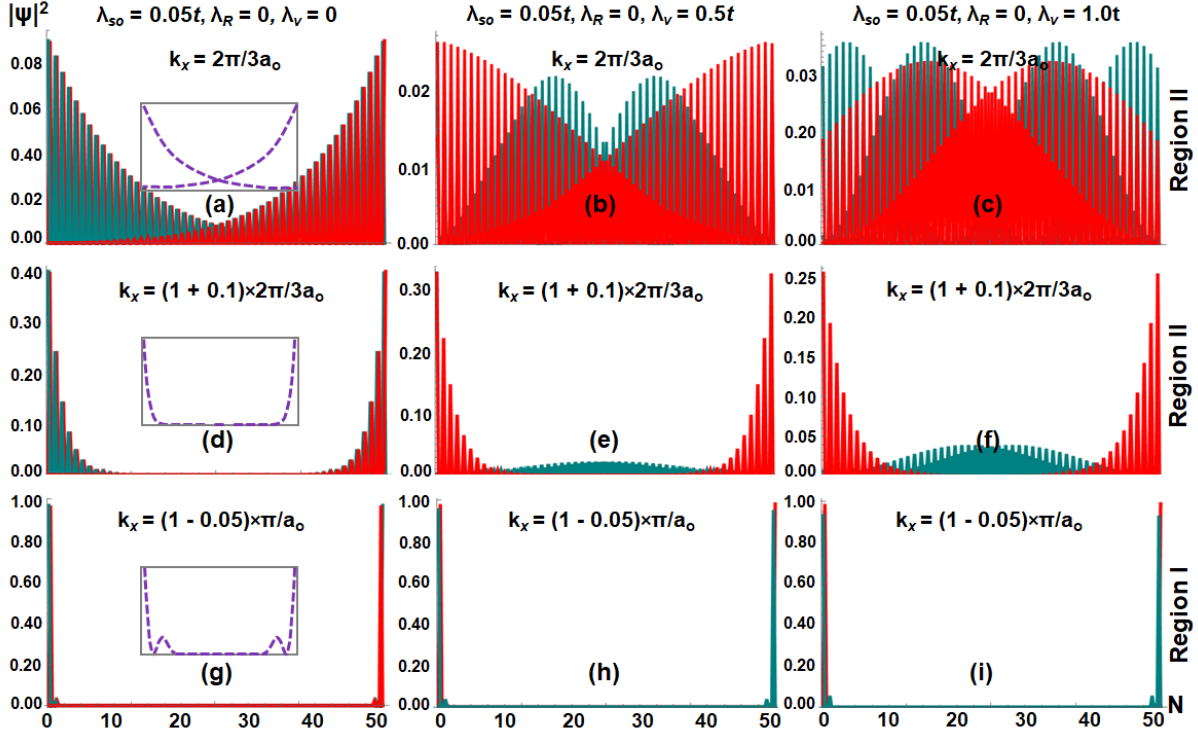 |ψ|²
λso = 0.05t, λR = 0, λv = 0
λso = 0.05t, λR = 0, λv = 0.5t
λso = 0.05t, λR = 0, λv = 1.0t
kx = 2π/3ao
0.08
0.06
0.04
0.02
0.00
(a)
kx = 2π/3ao
0.02
0.01
0.00
(b)
kx = 2π/3ao
0.03
0.20
0.01
0.00
(c)
Region II
kx = (1 + 0.1)×2π/3ao
0.40
0.30
0.20
0.10
0.00
(d)
kx = (1 + 0.1)×2π/3ao
0.30
0.20
0.10
0.00
(e)
kx = (1 + 0.1)×2π/3ao
0.25
0.20
0.15
0.10
0.05
0.00
(f)
Region II
kx = (1 - 0.05)×π/ao
1.00
0.80
0.60
0.40
0.20
0.00
(g)
0 10 20 30 40 50
kx = (1 - 0.05)×π/ao
1.00
0.80
0.60
0.40
0.20
0.00
(h)
0 10 20 30 40 50
kx = (1 - 0.05)×π/ao
1.00
0.80
0.60
0.40
0.20
0.00
(i)
0 10 20 30 40 50
N
Region I